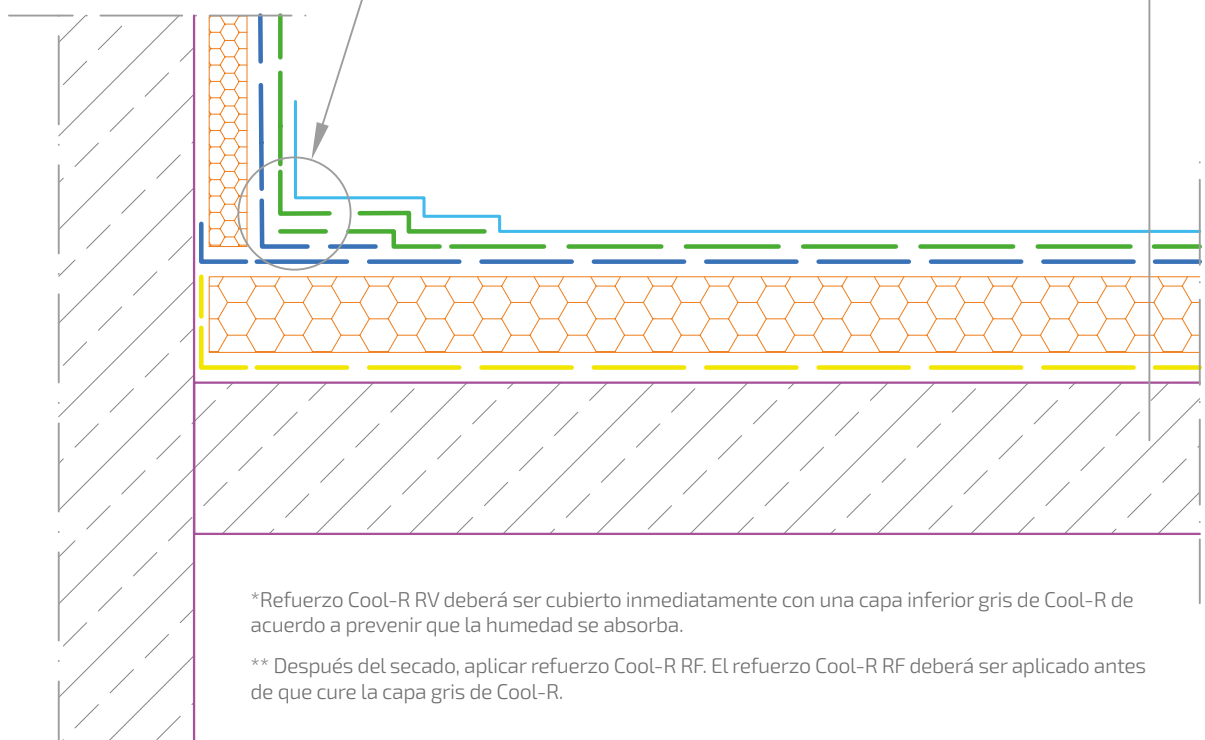 *Refuerzo Cool-R RV deberá ser cubierto inmediatamente con una capa inferior gris de Cool-R de
acuerdo a prevenir que la humedad se absorba.
** Después del secado, aplicar refuerzo Cool-R RF. El refuerzo Cool-R RF deberá ser aplicado antes
de que cure la capa gris de Cool-R.